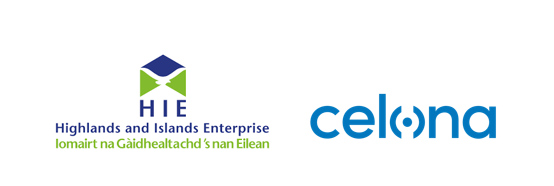 HIE
Highlands and Islands Enterprise
Iomairt na Gàidhealtachd 's nan Eilean
celona